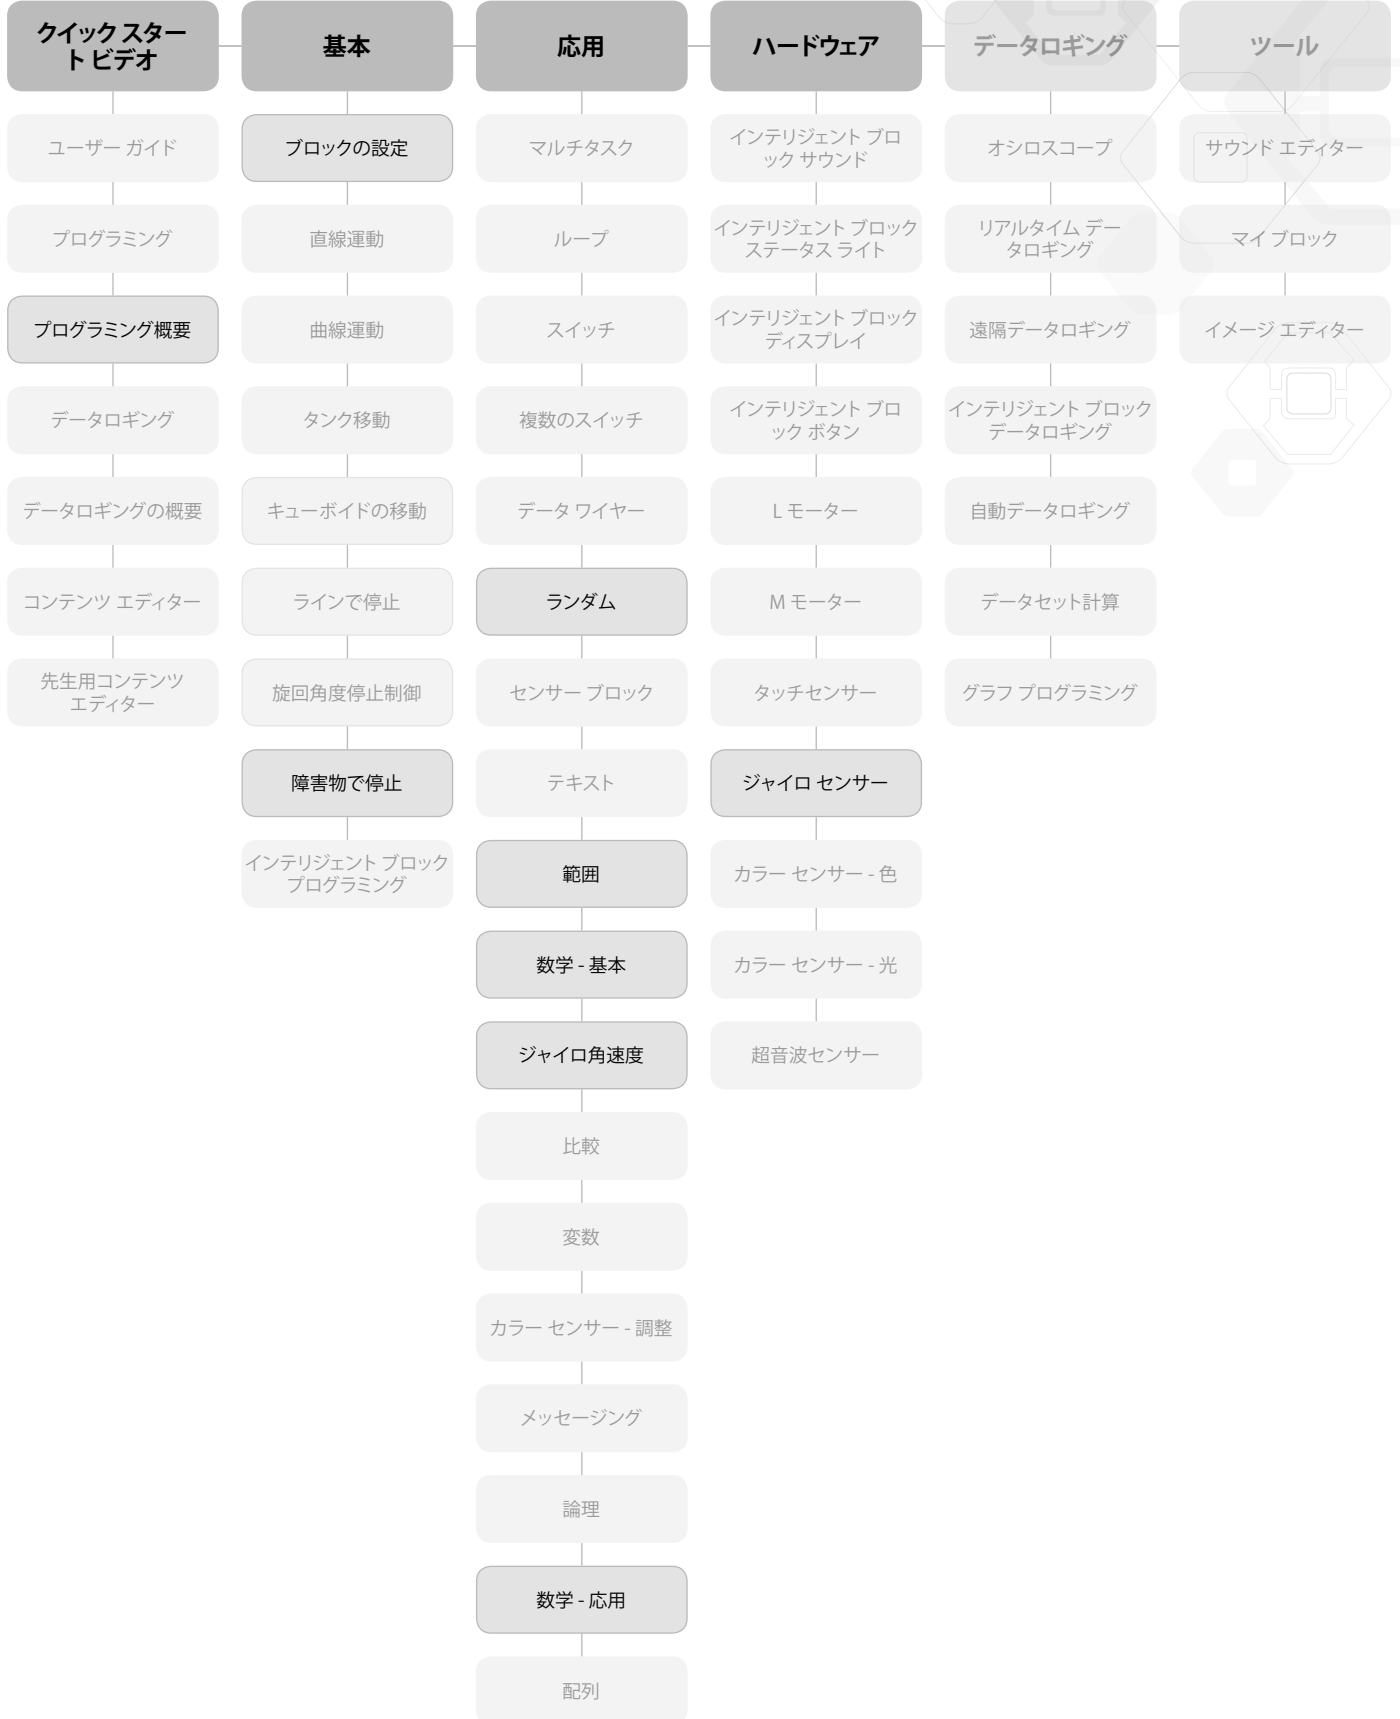 クイック スター
ト ビデオ
ユーザー ガイド
プログラミング
プログラミング概要
データロギング
データロギングの概要
コンテンツ エディター
先生用コンテンツ
エディター
基本
ブロックの設定
直線運動
曲線運動
タンク移動
キューボイドの移動
ラインで停止
旋回角度停止制御
障害物で停止
インテリジェント ブロック
プログラミング
応用
マルチタスク
ループ
スイッチ
複数のスイッチ
データ ワイヤー
ランダム
センサー ブロック
テキスト
範囲
数学 - 基本
ジャイロ角速度
比較
変数
カラー センサー - 調整
メッセージング
論理
数学 - 応用
配列
ハードウェア
インテリジェント ブロ
ック サウンド
インテリジェント ブロック
ステータス ライト
インテリジェント ブロック
ディスプレイ
インテリジェント ブロ
ック ボタン
L モーター
M モーター
タッチセンサー
ジャイロ センサー
カラー センサー - 色
カラー センサー - 光
超音波センサー
データロギング
オシロスコープ
リアルタイム デー
タロギング
遠隔データロギング
インテリジェント ブロック
データロギング
自動データロギング
データセット計算
グラフ プログラミング
ツール
サウンド エディター
マイ ブロック
イメージ エディター